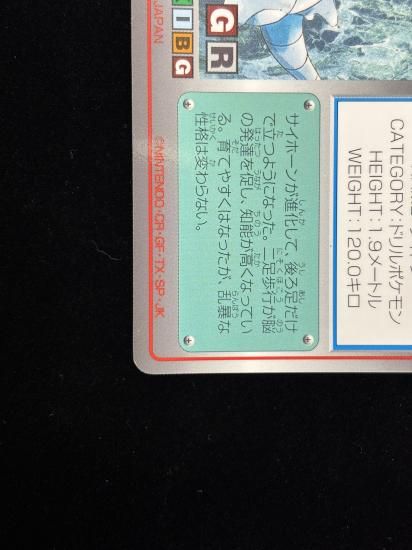 サイホーンが進化して、後ろ足だけ
で立つようになった。二足歩行が脳
の発達を促し、知能が高くなってい
る。育てやすくはなったが、乱暴な
性格は変わらない。
CATEGORY:ドリルポケモン
HEIGHT:1.9メートル
WEIGHT:120.0キロ
G R
I B G
JAPAN
©NINTENDO・CR・GF・TX・SP・JK